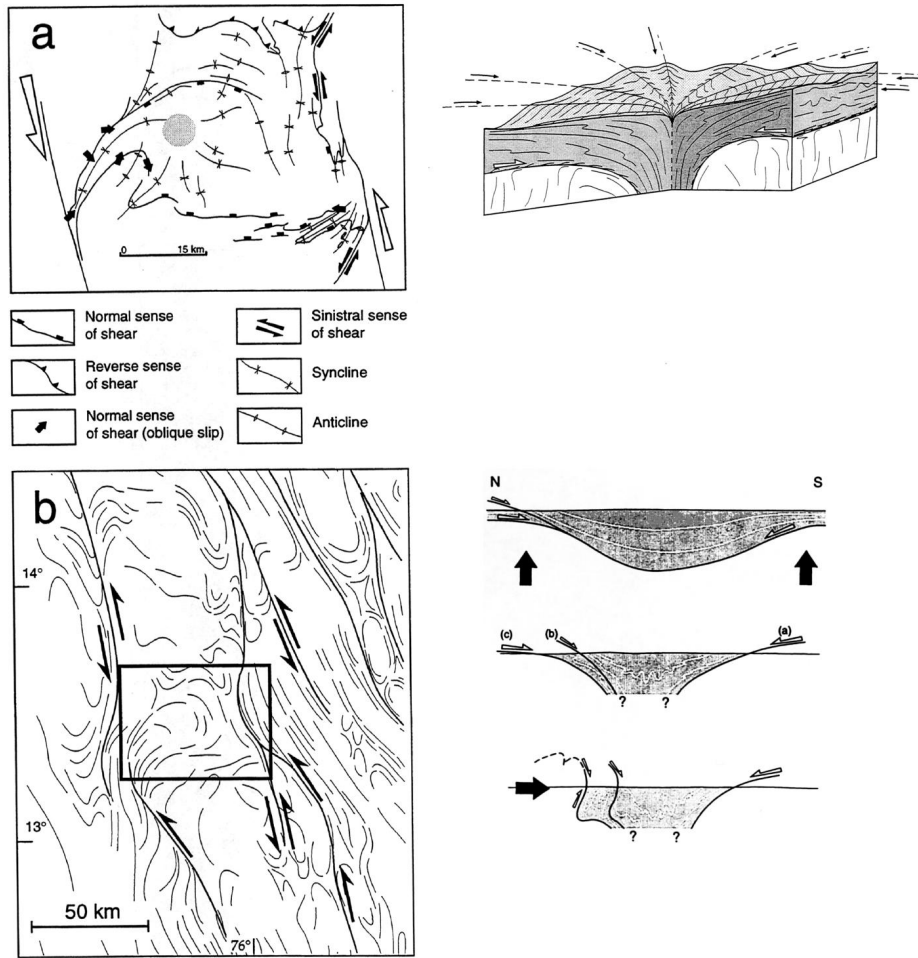 a
0 15 km
Normal sense
of shear
Reverse sense
of shear
Normal sense
of shear (oblique slip)
Sinistral sense
of shear
Syncline
Anticline
b
14°
13°
50 km
76°
N S
(c) (b) (a)
? ?
? ?